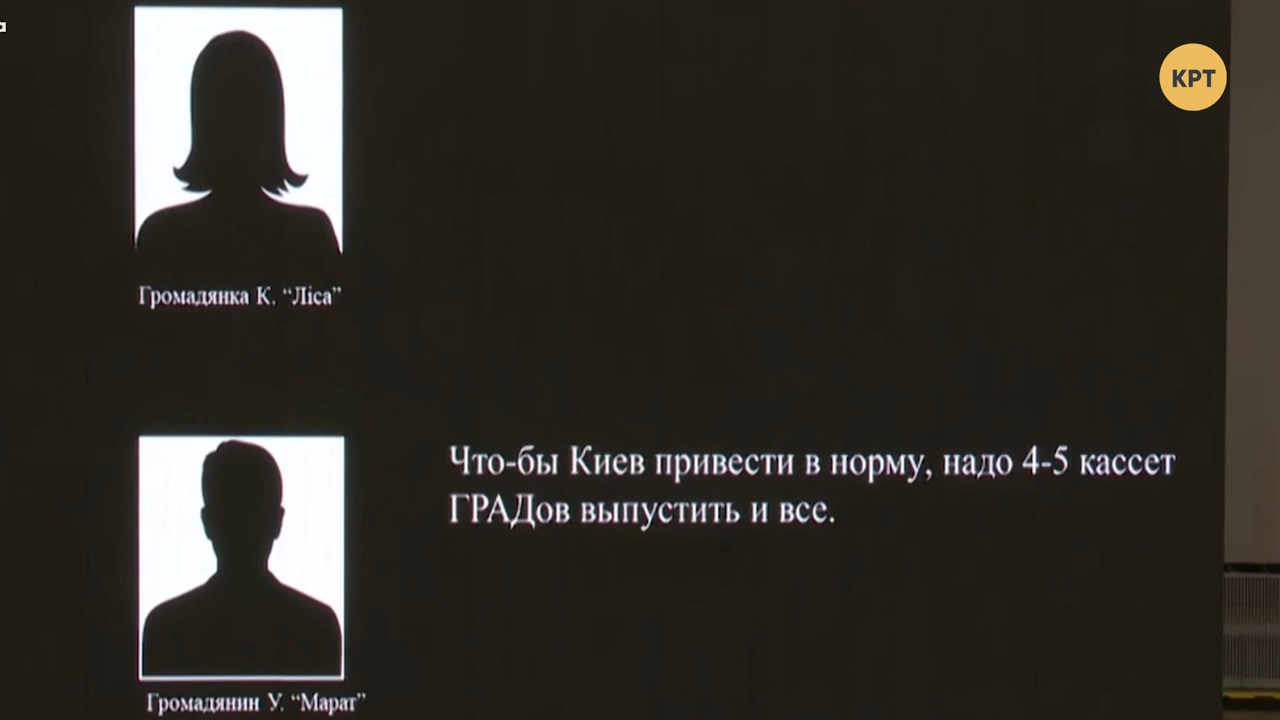 КРТ
Громадянка К. “Ліса”
Что-бы Киев привести в норму, надо 4-5 кассет
ГРАДов выпустить и все.
Громадянин У. “Марат”